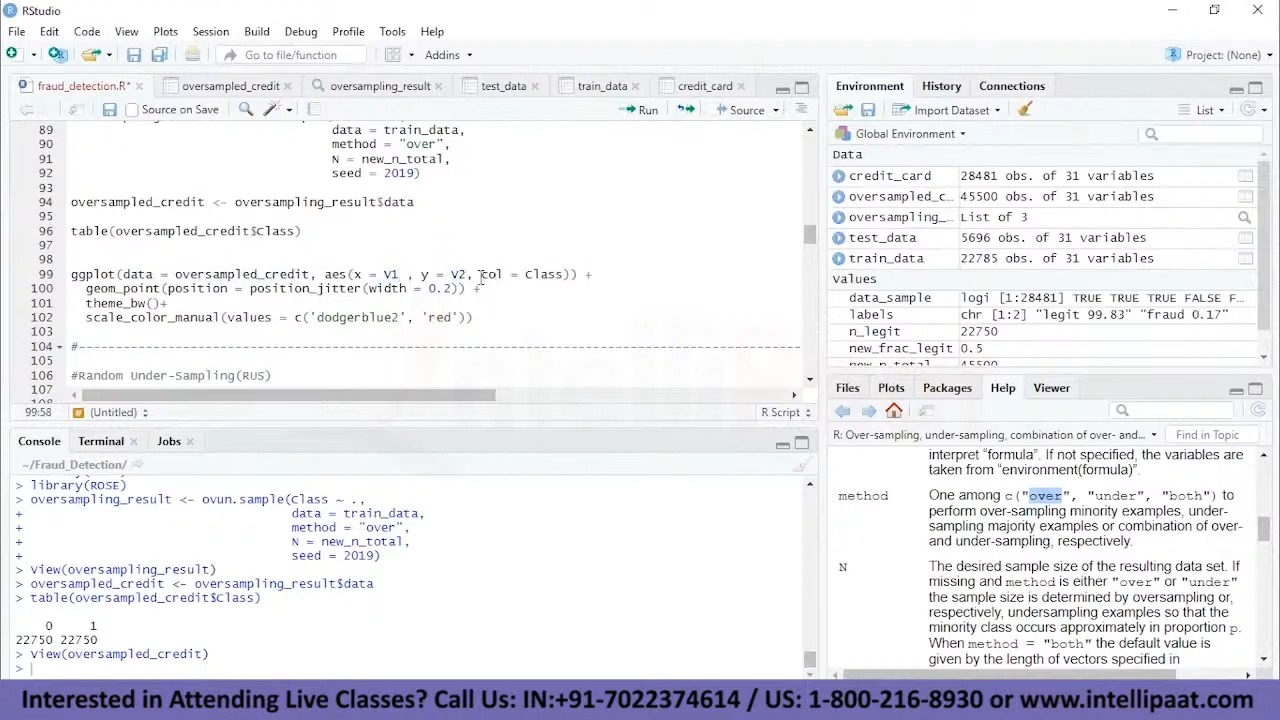 RStudio
File Edit Code View Plots Session Build Debug Profile Tools Help
Go to file/function Addins Project: (None)
fraud_detection.R* oversampled_credit oversampling_result test_data train_data credit_card
Source on Save Run Source
89 data = train_data,
90 method = "over",
91 N = new_n_total,
92 seed = 2019)
93
94 oversampled_credit <- oversampling_result$data
95
96 table(oversampled_credit$Class)
97
98
99 ggplot(data = oversampled_credit, aes(x = V1 , y = V2, col = Class)) +
100 geom_point(position = position_jitter(width = 0.2)) +
101 theme_bw()+
102 scale_color_manual(values = c('dodgerblue2', 'red'))
103
104 #
105
106 #Random Under-Sampling(RUS)
107
99:58 (Untitled) R Script
Console Terminal Jobs
~/Fraud_Detection/
> library(ROSE)
> oversampling_result <- ovun.sample(Class ~ .,
+ data = train_data,
+ method = "over",
+ N = new_n_total,
+ seed = 2019)
> View(oversampling_result)
> oversampled_credit <- oversampling_result$data
> table(oversampled_credit$Class)
0 1
22750 22750
> View(oversampled_credit)
>
Environment History Connections
Import Dataset List
Global Environment
Data
credit_card 28481 obs. of 31 variables
oversampled_c… 45500 obs. of 31 variables
oversampling_… List of 3
test_data 5696 obs. of 31 variables
train_data 22785 obs. of 31 variables
Values
data_sample logi [1:28481] TRUE TRUE TRUE FALSE F…
labels chr [1:2] "legit 99.83" "fraud 0.17"
n_legit 22750
new_frac_legit 0.5
new_n_total 45500
Files Plots Packages Help Viewer
R: Over-sampling, under-sampling, combination of over- and... Find in Topic
interpret “formula”. If not specified, the variables are
taken from “environment(formula)”.
method One among c("over", "under", "both") to
perform over-sampling minority examples, under-
sampling majority examples or combination of over-
and under-sampling, respectively.
N The desired sample size of the resulting data set. If
missing and method is either "over" or "under"
the sample size is determined by oversampling or,
respectively, undersampling examples so that the
minority class occurs approximately in proportion p.
When method = "both" the default value is
given by the length of vectors specified in
Interested in Attending Live Classes? Call Us: IN:+91-7022374614 / US: 1-800-216-8930 or www.intellipaat.com